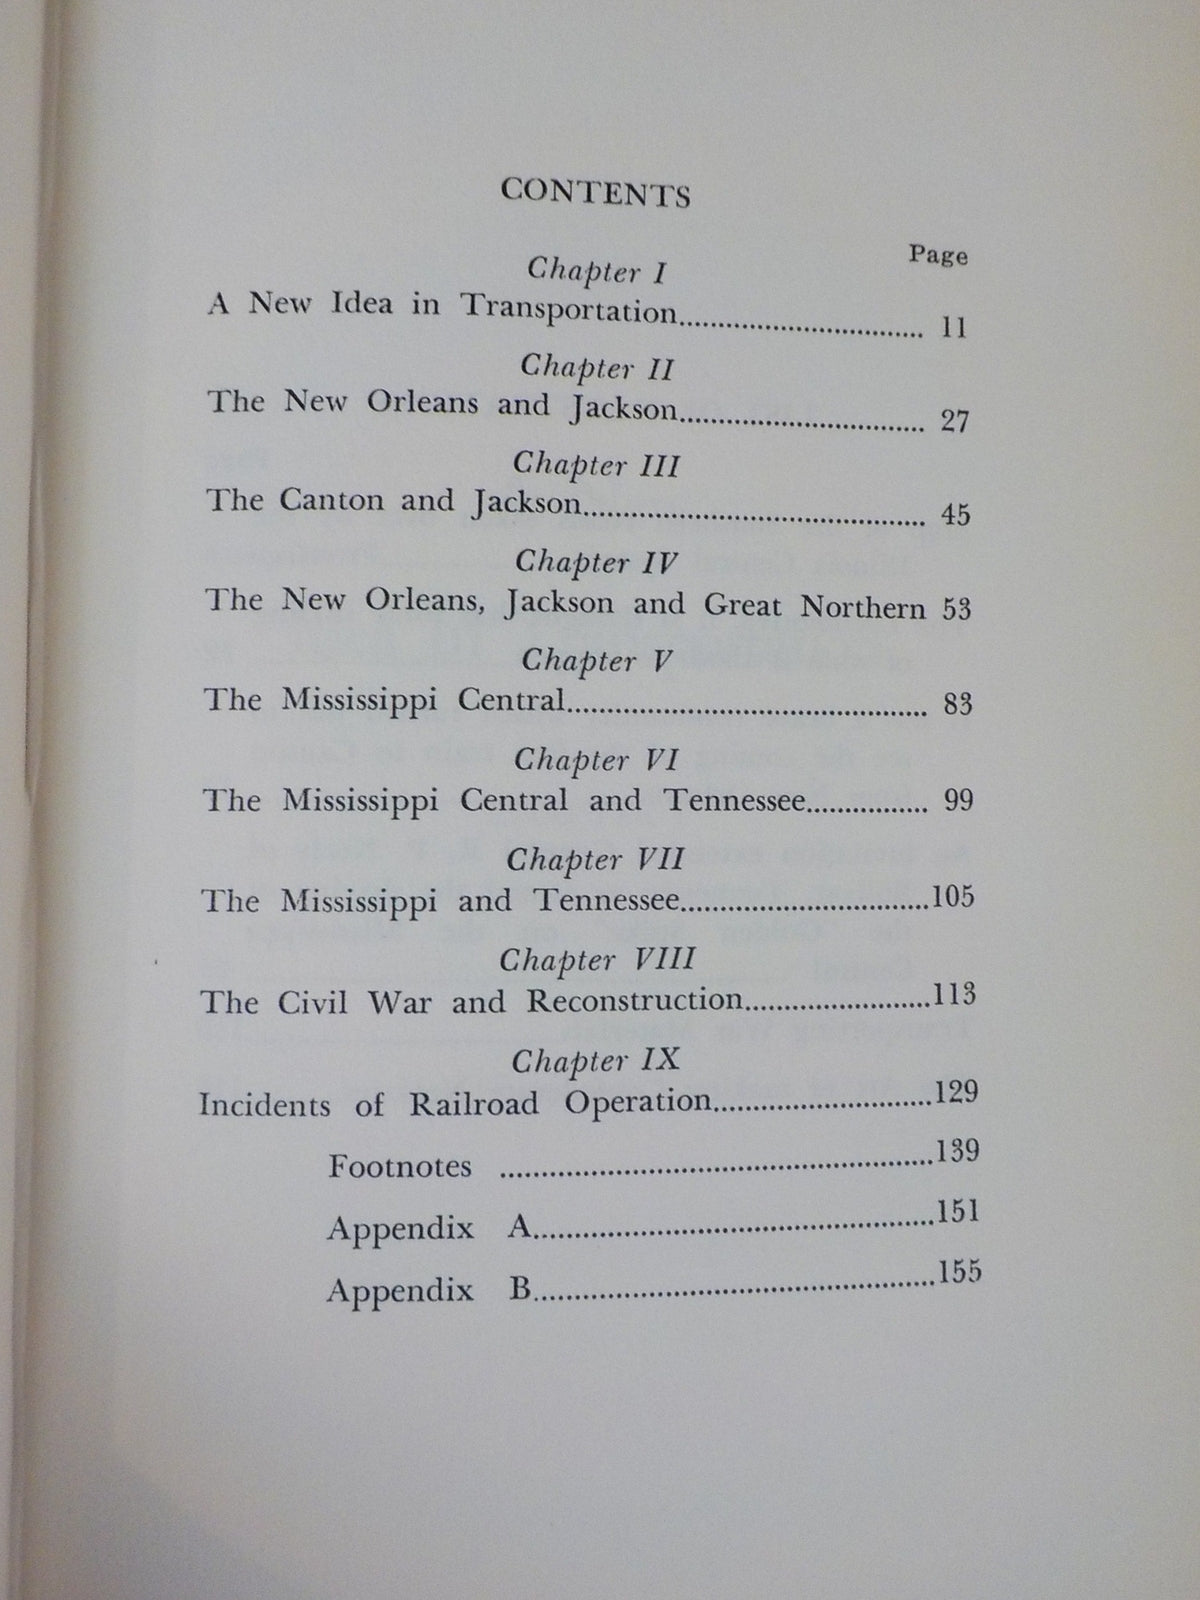 CONTENTS
Page
Chapter I
A New Idea in Transportation................................ 11
Chapter II
The New Orleans and Jackson................................ 27
Chapter III
The Canton and Jackson............................................. 45
Chapter IV
The New Orleans, Jackson and Great Northern 53
Chapter V
The Mississippi Central............................................... 83
Chapter VI
The Mississippi Central and Tennessee................ 99
Chapter VII
The Mississippi and Tennessee................................105
Chapter VIII
The Civil War and Reconstruction........................113
Chapter IX
Incidents of Railroad Operation............................129
Footnotes .........................................................139
Appendix A....................................................151
Appendix B....................................................155